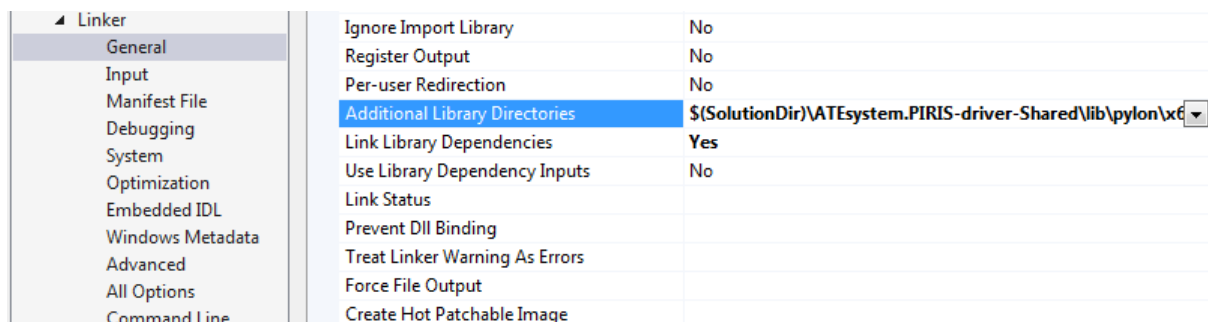 Linker
General
Input
Manifest File
Debugging
System
Optimization
Embedded IDL
Windows Metadata
Advanced
All Options
Command Line
Ignore Import Library No
Register Output No
Per-user Redirection No
Additional Library Directories $(SolutionDir)\ATEsystem.PIRIS-driver-Shared\lib\pylon\x6
Link Library Dependencies Yes
Use Library Dependency Inputs No
Link Status
Prevent Dll Binding
Treat Linker Warning As Errors
Force File Output
Create Hot Patchable Image